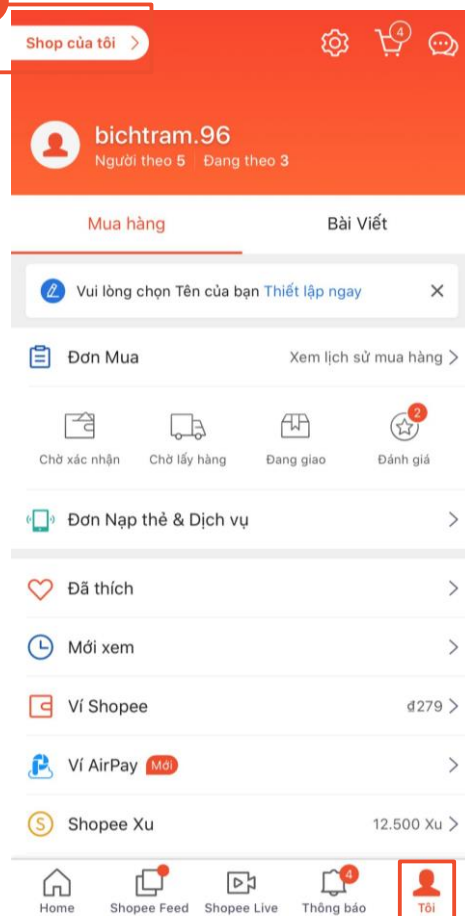 Shop của tôi
4
bichtram.96
Người theo 5 Đang theo 3
Mua hàng Bài Viết
Vui lòng chọn Tên của bạn Thiết lập ngay
Đơn Mua Xem lịch sử mua hàng
2
Chờ xác nhận Chờ lấy hàng Đang giao Đánh giá
Đơn Nạp thẻ & Dịch vụ
Đã thích
Mới xem
Ví Shopee ₫279
Ví AirPay Mới
Shopee Xu 12.500 Xu
4
Home Shopee Feed Shopee Live Thông báo Tôi